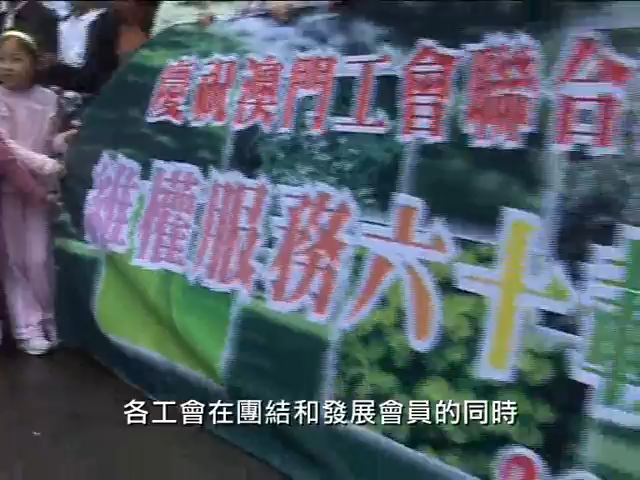 慶祝澳門工會聯合
維權服務六十
各工會在團結和發展會員的同時